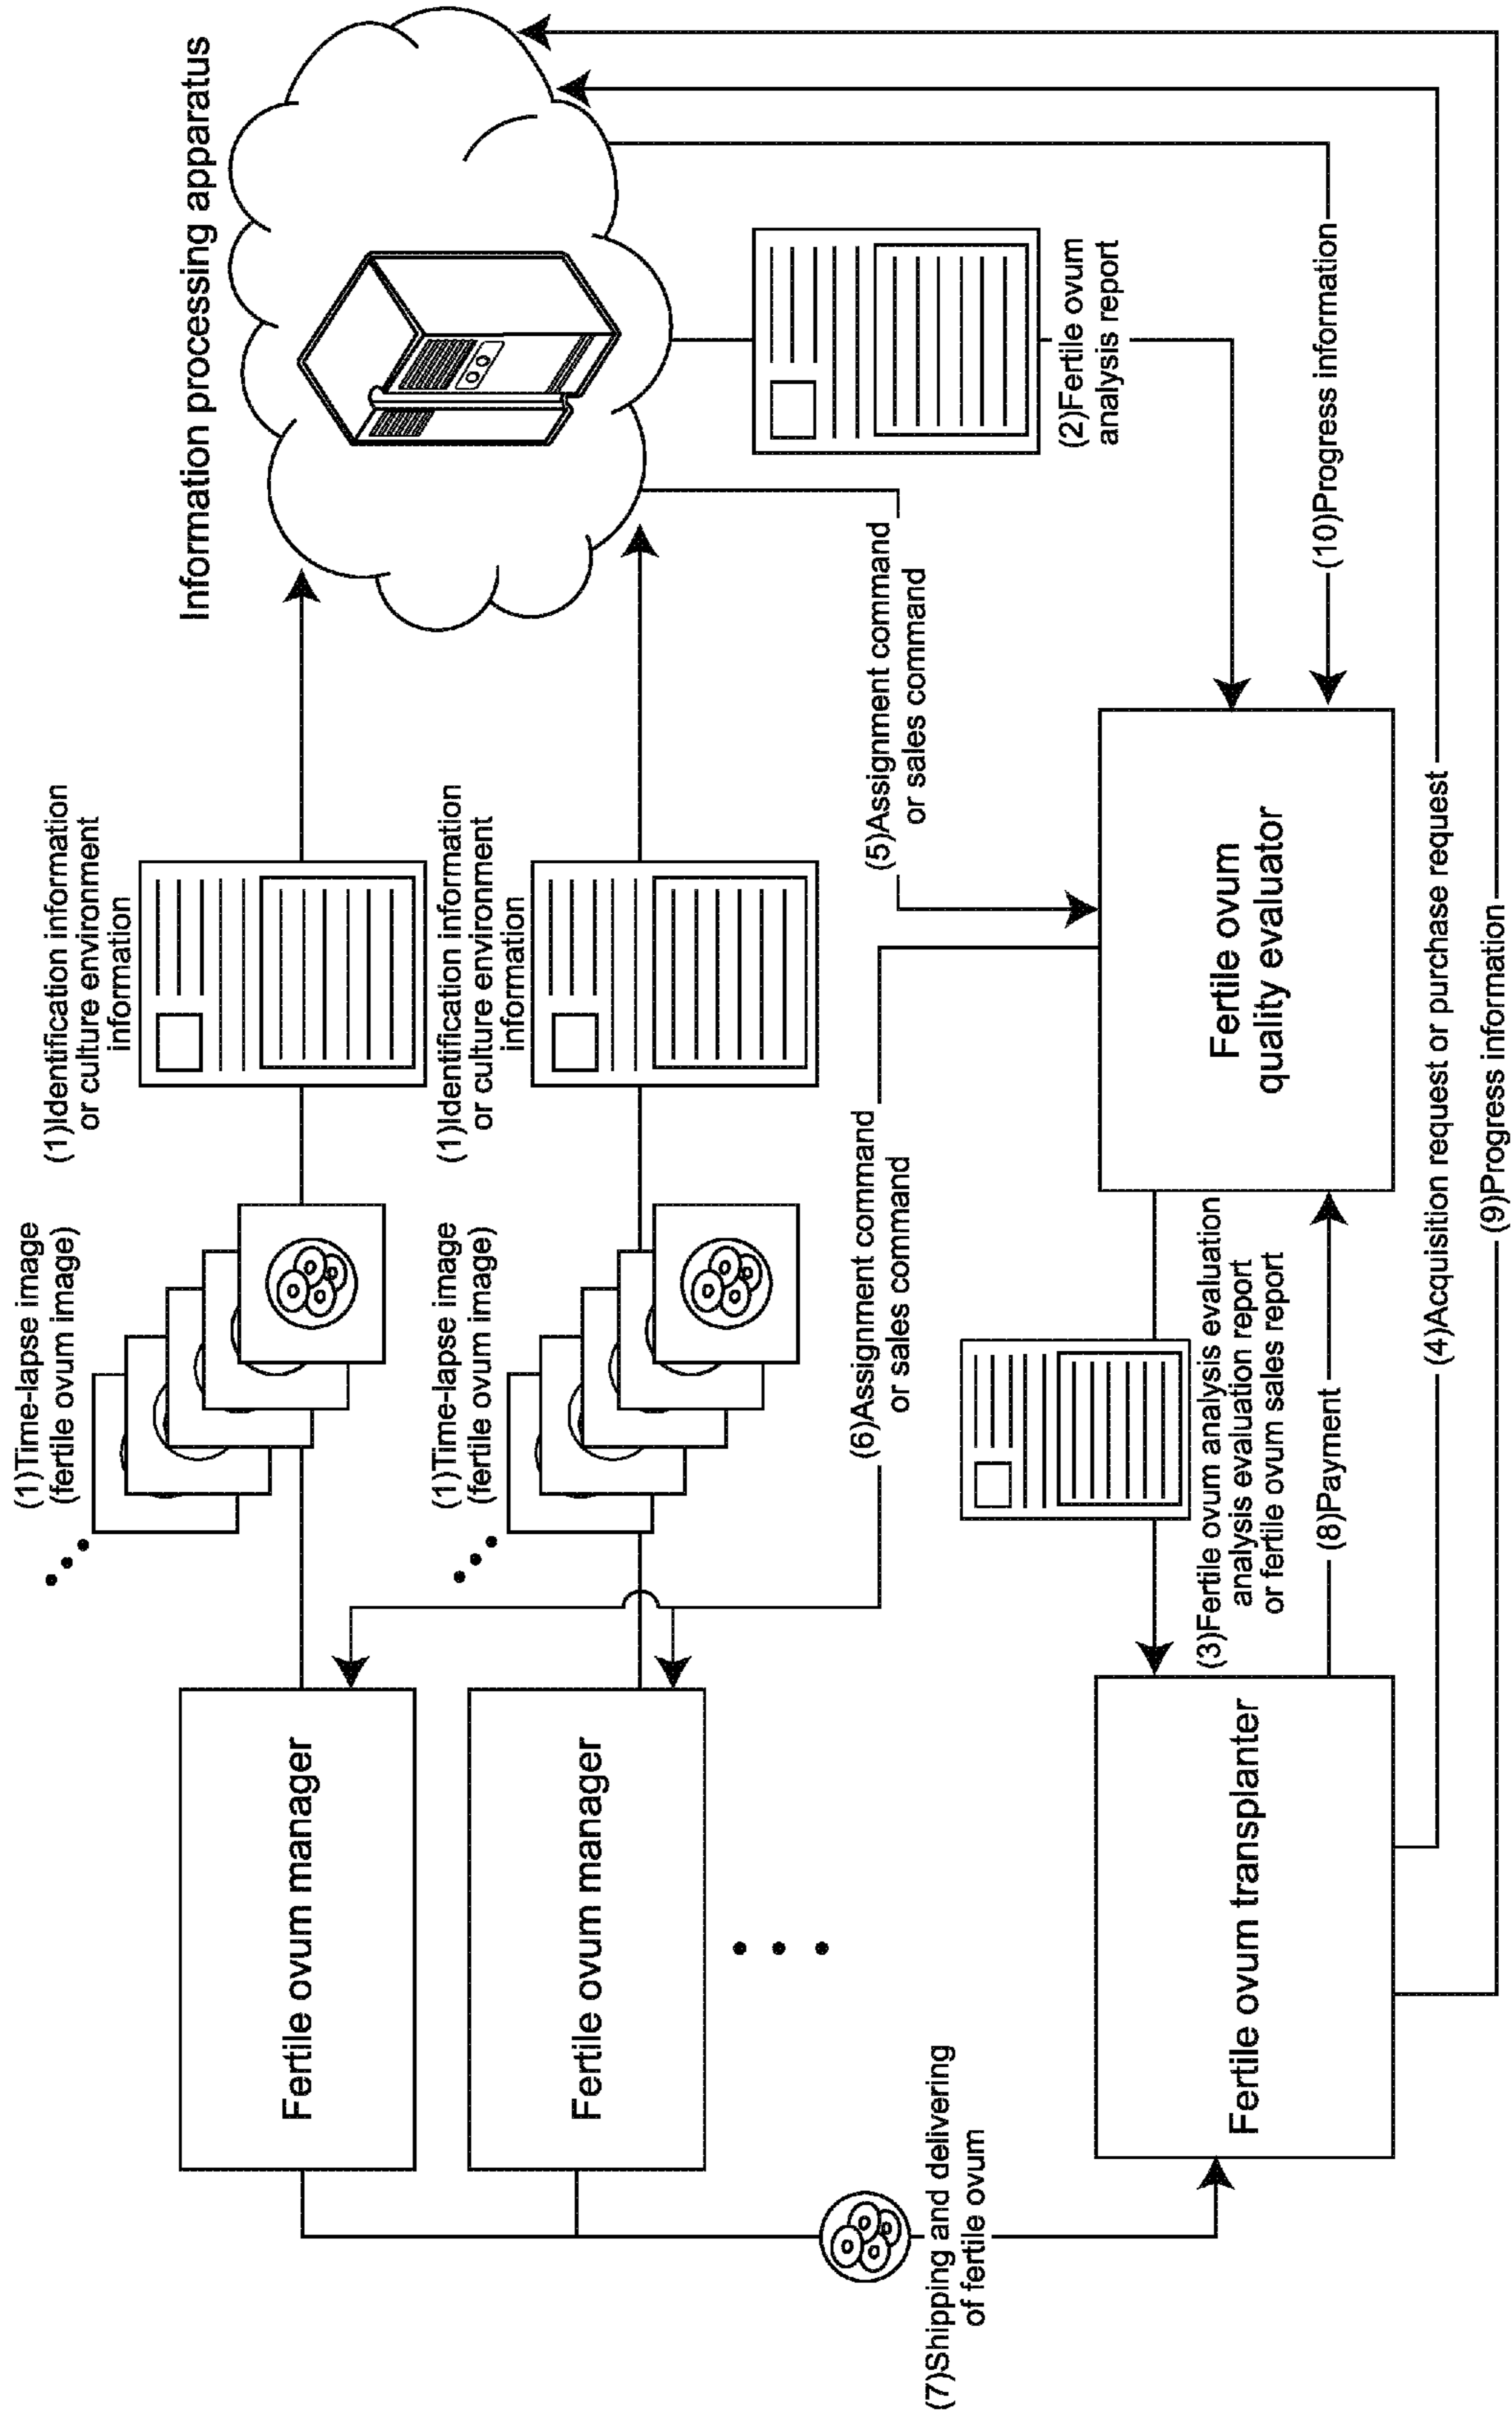 (1)Time-lapse image
(fertile ovum image)
(1)Identification information
or culture environment
information
Information processing apparatus
Fertile ovum manager
(1)Time-lapse image
(fertile ovum image)
(1)Identification information
or culture environment
information
Fertile ovum manager
(6)Assignment command
or sales command
(5)Assignment command
or sales command
(2)Fertile ovum
analysis report
(7)Shipping and delivering
of fertile ovum
(3)Fertile ovum analysis evaluation
analysis evaluation report
or fertile ovum sales report
Fertile ovum transplanter
Fertile ovum
quality evaluator
(8)Payment
(10)Progress information
(4)Acquisition request or purchase request
(9)Progress information